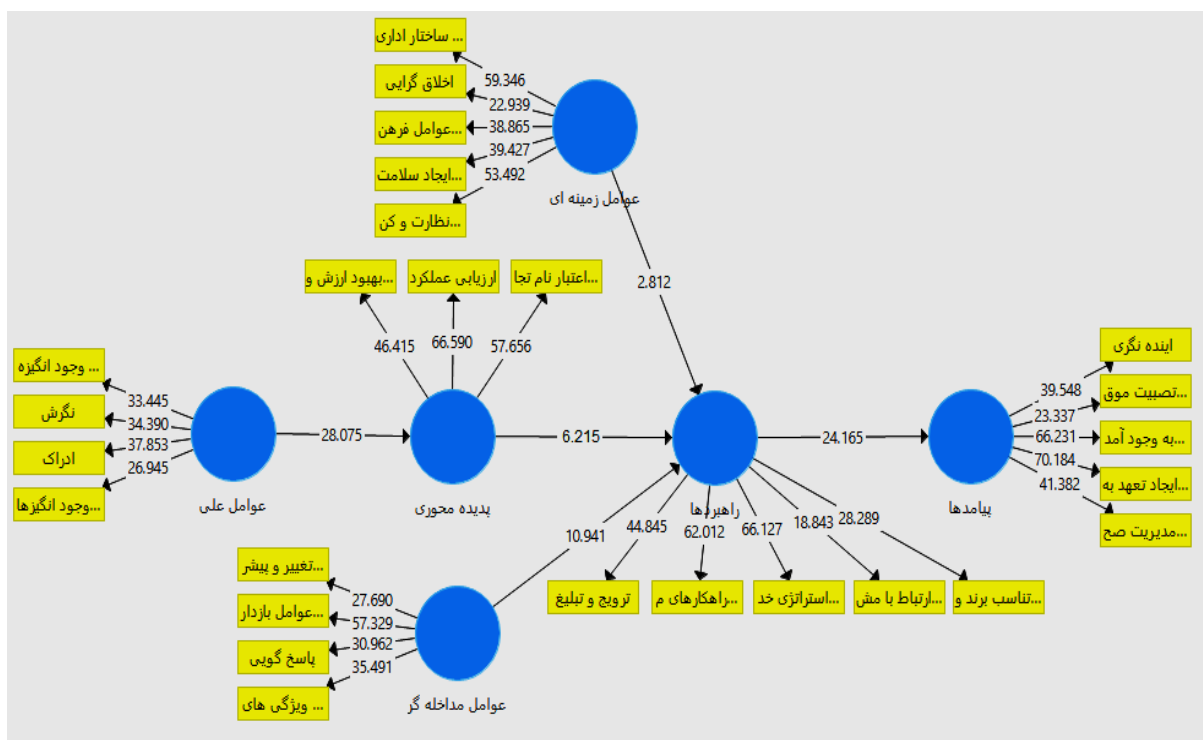 ساختار اداری ...
59.346
اخلاق گرایی
22.939
عوامل فرهن...
38.865
ایجاد سلامت...
39.427
نظارت و کن...
53.492
عوامل زمینه ای
2.812
بهبود ارزش و...
ارزیابی عملکرد
اعتبار نام تجا...
46.415
66.590
57.656
وجود انگیزه ...
33.445
نگرش
34.390
ادراک
37.853
وجود انگیزها...
26.945
عوامل علی
28.075
پدیده محوری
6.215
راهبردها
24.165
پیامدها
اینده نگری
39.548
تصبیت موق...
23.337
به وجود آمد...
66.231
ایجاد تعهد به...
70.184
مدیریت صح...
41.382
10.941
44.845
62.012
66.127
18.843
28.289
ترویج و تبلیغ
راهکارهای م...
استراتژی خد...
ارتباط با مش...
تناسب برند و...
تغییر و پیشر...
27.690
عوامل بازدار...
57.329
پاسخ گویی
30.962
ویژگی های ...
35.491
عوامل مداخله گر